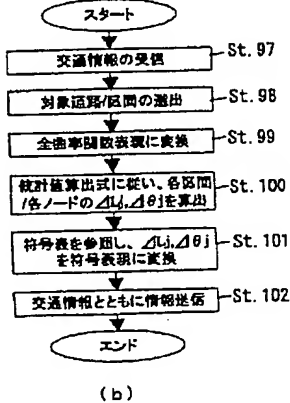 スタート
交通情報の受信
St. 97
対象道路/区間の選出
St. 98
全曲率関数表現に変換
St. 99
統計値算出式に従い、各区間
/各ノードのΔLj,Δθjを算出
St. 100
符号表を参照し、ΔLj,Δθj
を符号表現に変換
St. 101
交通情報とともに情報送信
St. 102
エンド
(b)